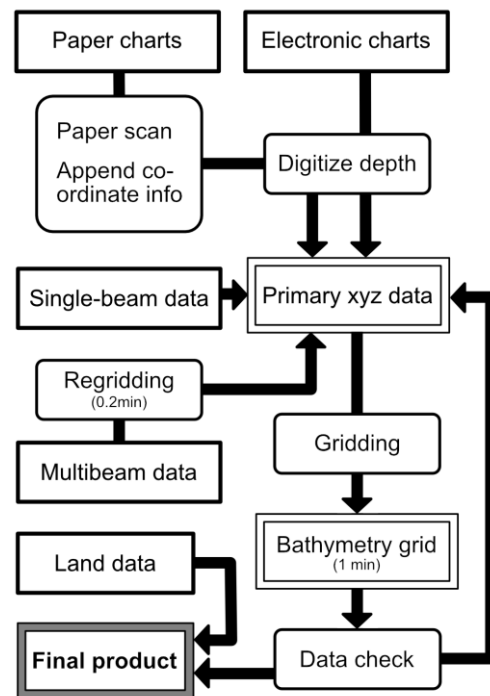 Paper charts
Electronic charts
Paper scan
Append co-
ordinate info
Digitize depth
Single-beam data
Primary xyz data
Regridding
(0.2min)
Gridding
Multibeam data
Land data
Bathymetry grid
(1 min)
Final product
Data check